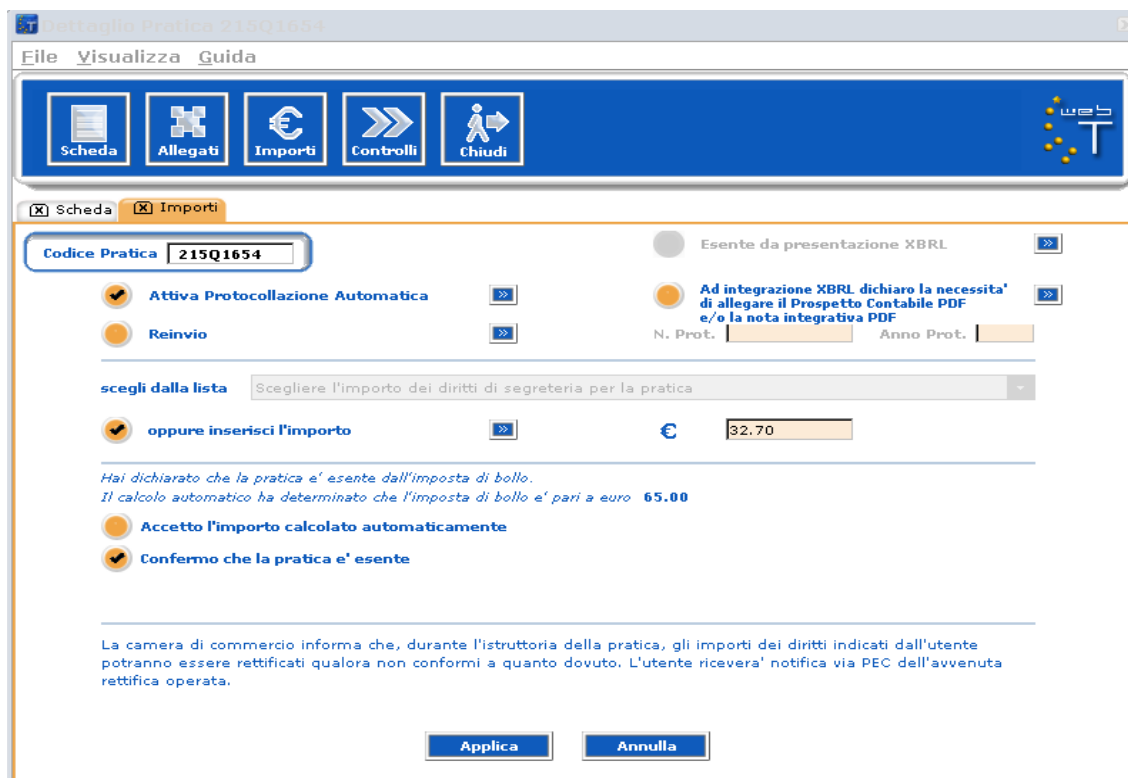 Dettaglio Pratica 215Q1654
File Visualizza Guida
Scheda Allegati Importi Controlli Chiudi
web T
Scheda Importi
Codice Pratica 215Q1654
Esente da presentazione XBRL
Attiva Protocollazione Automatica
Ad integrazione XBRL dichiaro la necessita'
di allegare il Prospetto Contabile PDF
e/o la nota integrativa PDF
Reinvio
N. Prot. Anno Prot.
scegli dalla lista Scegliere l'importo dei diritti di segreteria per la pratica
oppure inserisci l'importo € 32.70
Hai dichiarato che la pratica e' esente dall'imposta di bollo.
Il calcolo automatico ha determinato che l'imposta di bollo e' pari a euro 65.00
Accetto l'importo calcolato automaticamente
Confermo che la pratica e' esente
La camera di commercio informa che, durante l'istruttoria della pratica, gli importi dei diritti indicati dall'utente
potranno essere rettificati qualora non conformi a quanto dovuto. L'utente ricevera' notifica via PEC dell'avvenuta
rettifica operata.
Applica Annulla